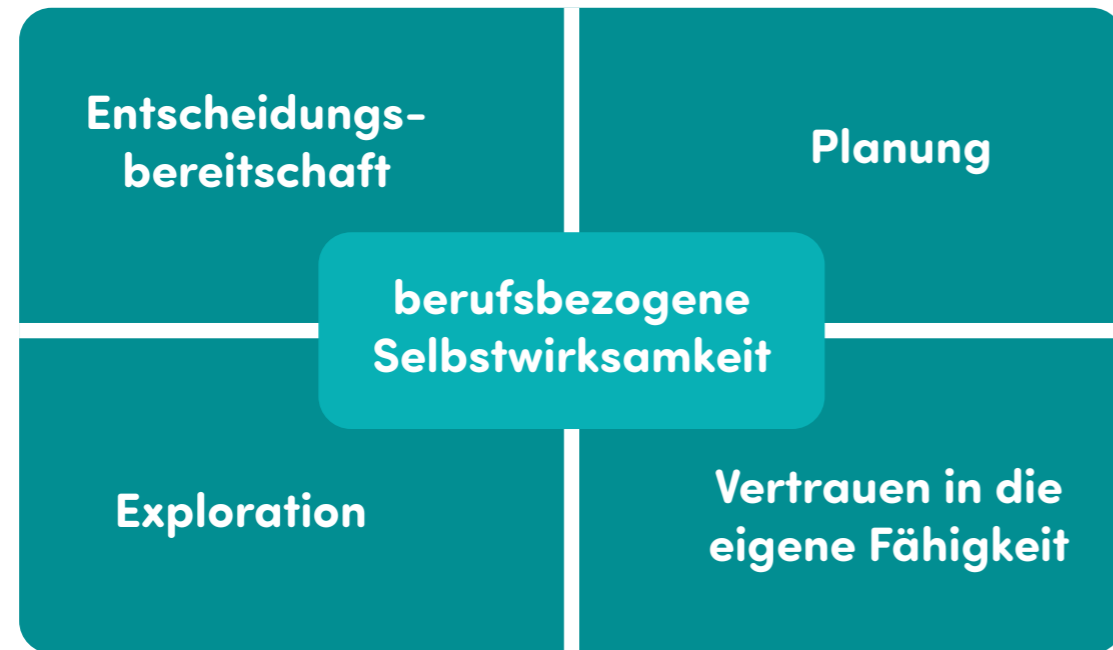 Entscheidungs-
bereitschaft
Planung
berufsbezogene
Selbstwirksamkeit
Exploration
Vertrauen in die
eigene Fähigkeit